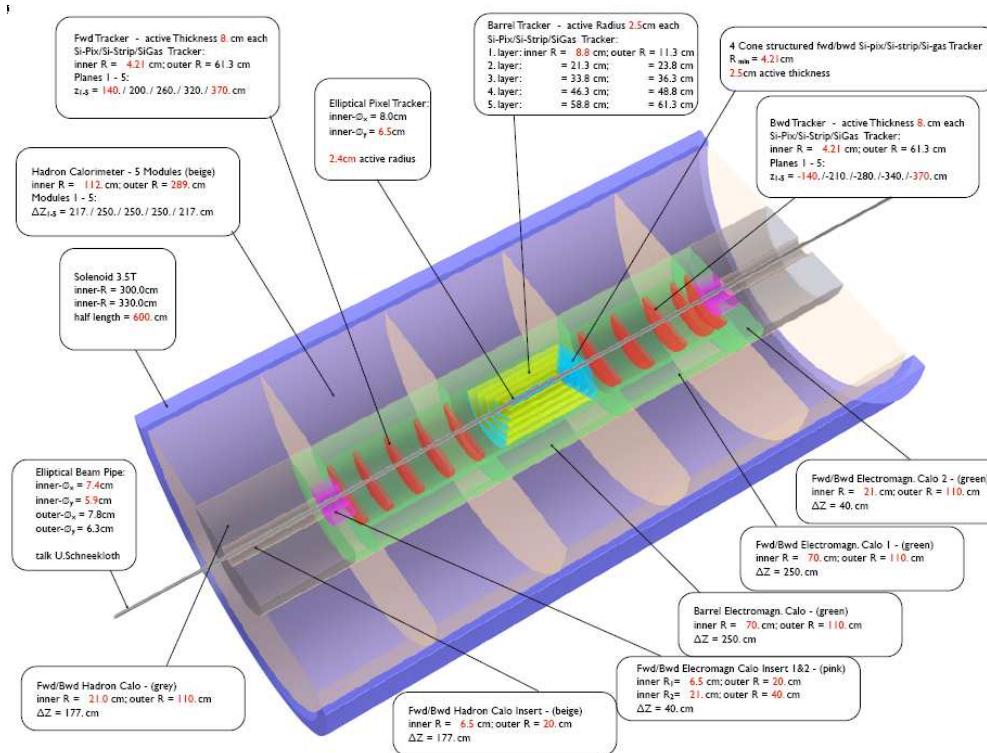 Fwd Tracker - active Thickness 8. cm each
Si-Pix/Si-Strip/SiGas Tracker:
inner R = 4.21 cm; outer R = 61.3 cm
Planes 1 - 5:
z1-5 = 140. / 200. / 260. / 320. / 370. cm
Barrel Tracker - active Radius 2.5cm each
Si-Pix/Si-Strip/SiGas Tracker:
1. layer: inner R = 8.8 cm; outer R = 11.3 cm
2. layer: = 21.3 cm = 23.8 cm
3. layer: = 33.8 cm = 36.3 cm
4. layer: = 46.3 cm = 48.8 cm
5. layer: = 58.8 cm = 61.3 cm
4 Cone structured fwd/bwd Si-pix/Si-strip/Si-gas Tracker
R min = 4.21cm
2.5cm active thickness
Elliptical Pixel Tracker:
inner-∅x = 8.0cm
inner-∅y = 6.5cm
2.4cm active radius
Bwd Tracker - active Thickness 8. cm each
Si-Pix/Si-Strip/SiGas Tracker:
inner R = 4.21 cm; outer R = 61.3 cm
Planes 1 - 5:
z1-5 = -140. /-210. /-280. /-340. /-370. cm
Hadron Calorimeter - 5 Modules (beige)
inner R = 112. cm; outer R = 289. cm
Modules 1 - 5:
ΔZ1-5 = 217. / 250. / 250. / 250. / 217. cm
Solenoid 3.5T
inner-R = 300.0cm
inner-R = 330.0cm
half length = 600. cm
Elliptical Beam Pipe:
inner-∅x = 7.4cm
inner-∅y = 5.9cm
outer-∅x = 7.8cm
outer-∅y = 6.3cm
talk U.Schneekloth
Fwd/Bwd Electromagn. Calo 2 - (green)
inner R = 21. cm; outer R = 110. cm
ΔZ = 40. cm
Fwd/Bwd Electromagn. Calo 1 - (green)
inner R = 70. cm; outer R = 110. cm
ΔZ = 250. cm
Barrel Electromagn. Calo - (green)
inner R = 70. cm; outer R = 110. cm
ΔZ = 250. cm
Fwd/Bwd Electromagn Calo Insert 1&2 - (pink)
inner R1= 6.5 cm; outer R = 20. cm
inner R2= 21. cm; outer R = 40. cm
ΔZ = 40. cm
Fwd/Bwd Hadron Calo - (grey)
inner R = 21.0 cm; outer R = 110. cm
ΔZ = 177. cm
Fwd/Bwd Hadron Calo Insert - (beige)
inner R = 6.5 cm; outer R = 20. cm
ΔZ = 177. cm